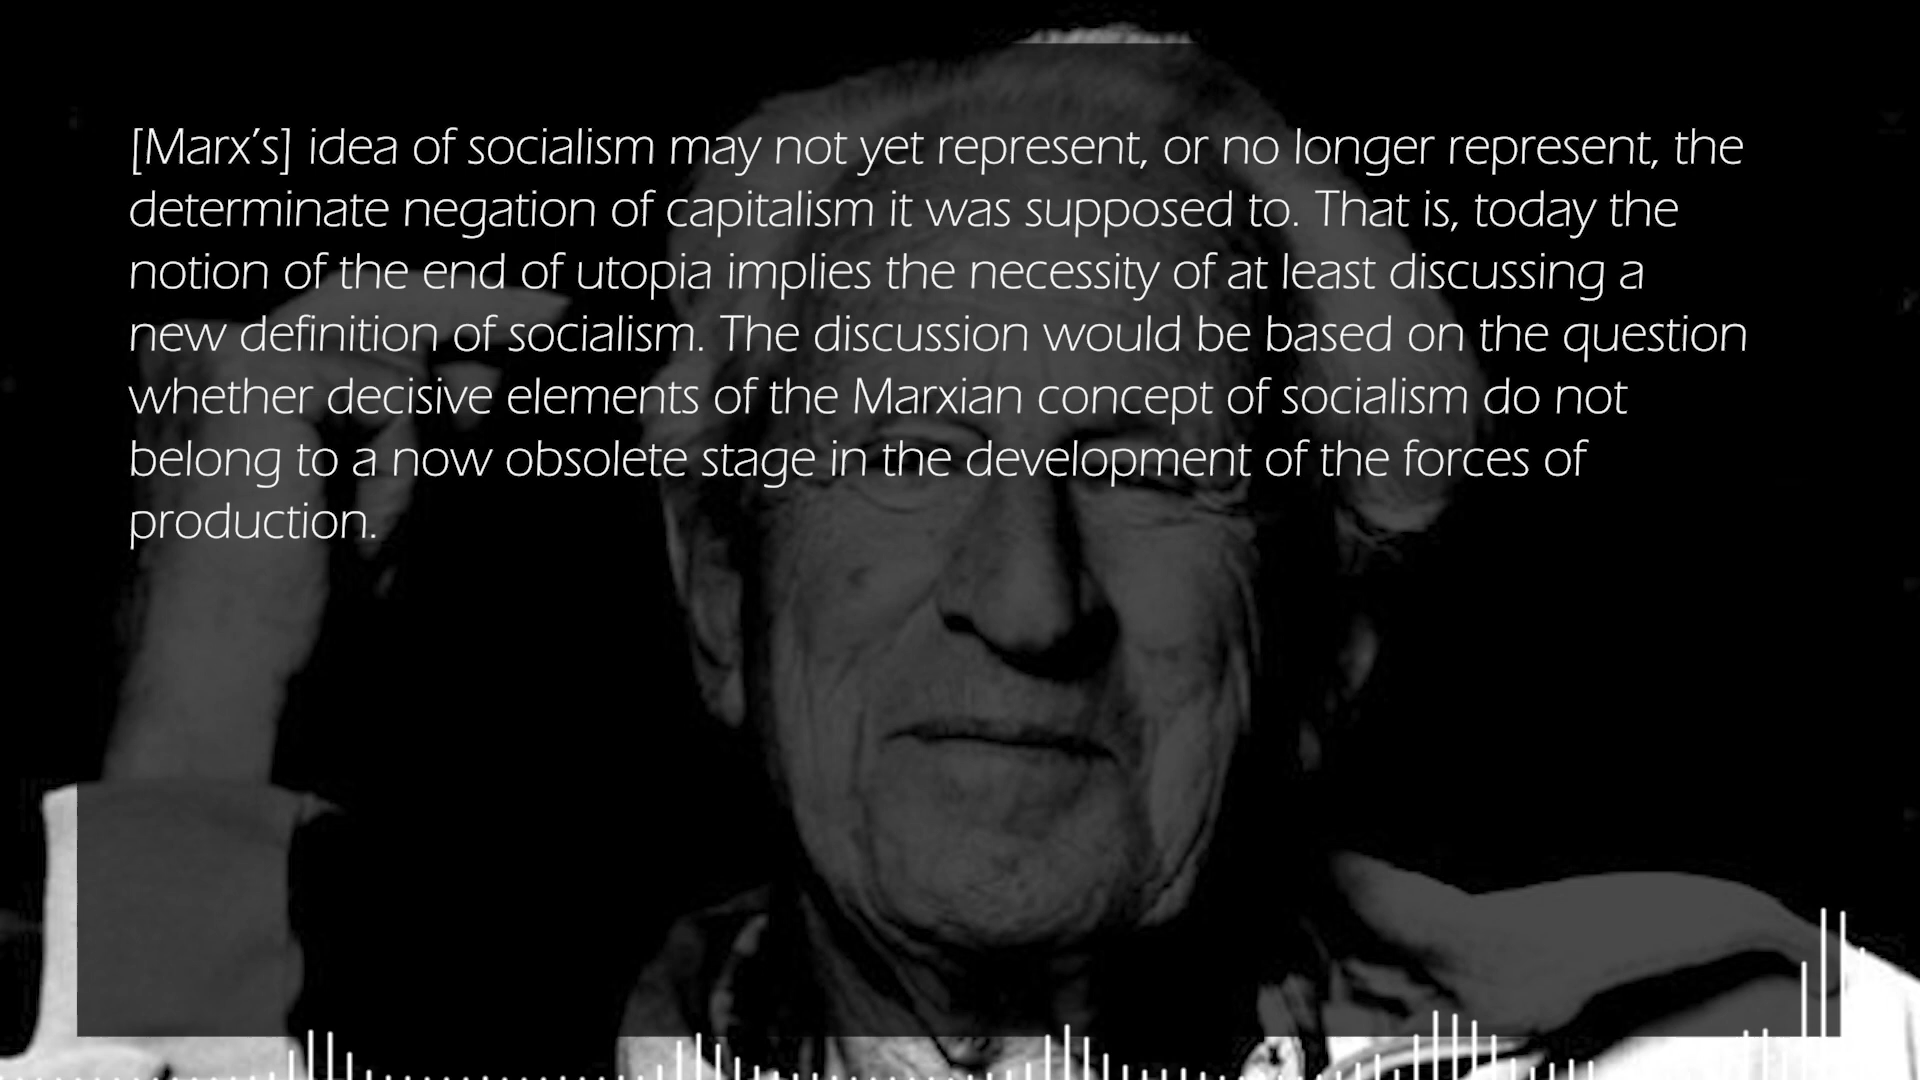 [Marx’s] idea of socialism may not yet represent, or no longer represent, the
determinate negation of capitalism it was supposed to. That is, today the
notion of the end of utopia implies the necessity of at least discussing a
new definition of socialism. The discussion would be based on the question
whether decisive elements of the Marxian concept of socialism do not
belong to a now obsolete stage in the development of the forces of
production.